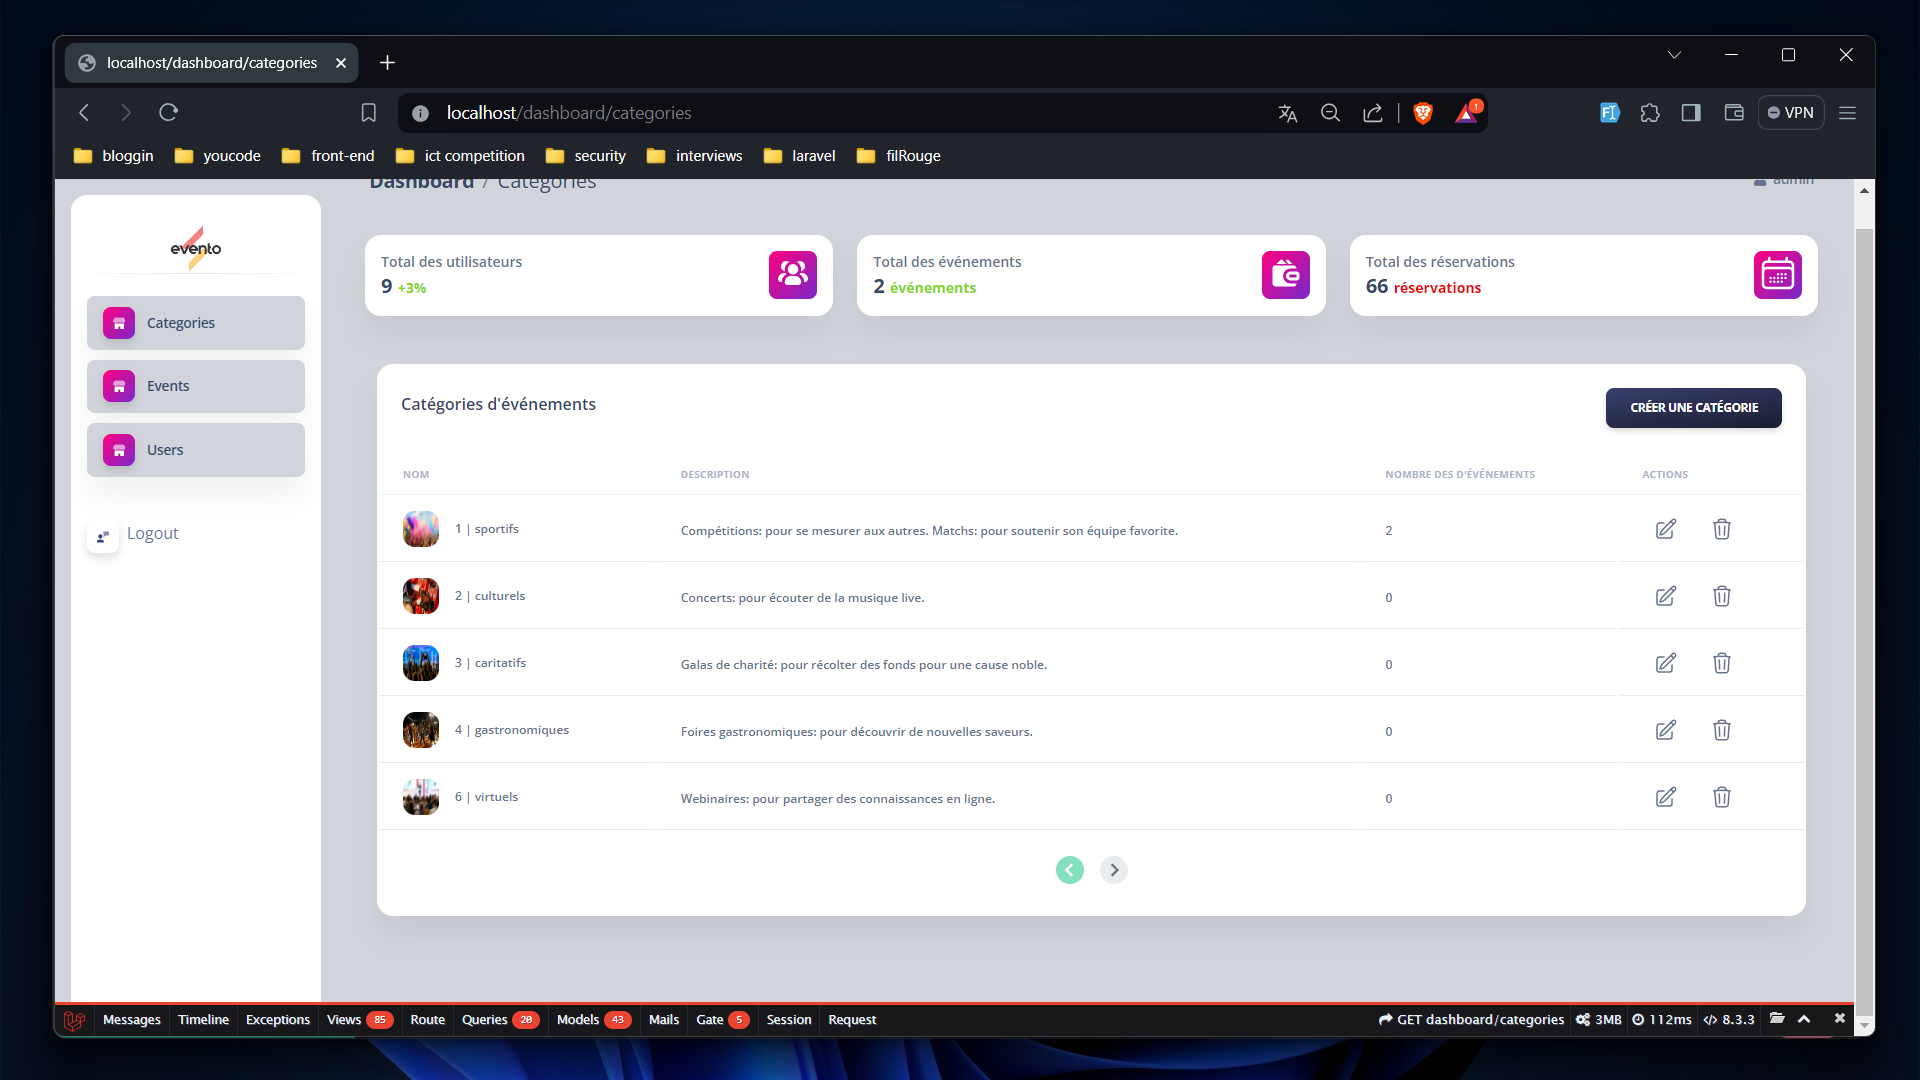 localhost/dashboard/categories
localhost/dashboard/categories
1
VPN
bloggin youcode front-end ict competition security interviews laravel filRouge
Dashboard / Categories
admin
evento
Categories
Events
Users
Logout
Total des utilisateurs
9 +3%
Total des événements
2 événements
Total des réservations
66 réservations
Catégories d'événements
CRÉER UNE CATÉGORIE
NOM DESCRIPTION NOMBRE DES D'ÉVÉNEMENTS ACTIONS
1 | sportifs Compétitions: pour se mesurer aux autres. Matchs: pour soutenir son équipe favorite. 2
2 | culturels Concerts: pour écouter de la musique live. 0
3 | caritatifs Galas de charité: pour récolter des fonds pour une cause noble. 0
4 | gastronomiques Foires gastronomiques: pour découvrir de nouvelles saveurs. 0
6 | virtuels Webinaires: pour partager des connaissances en ligne. 0
Messages Timeline Exceptions Views 85 Route Queries 20 Models 43 Mails Gate 5 Session Request GET dashboard/categories 3MB 112ms 8.3.3